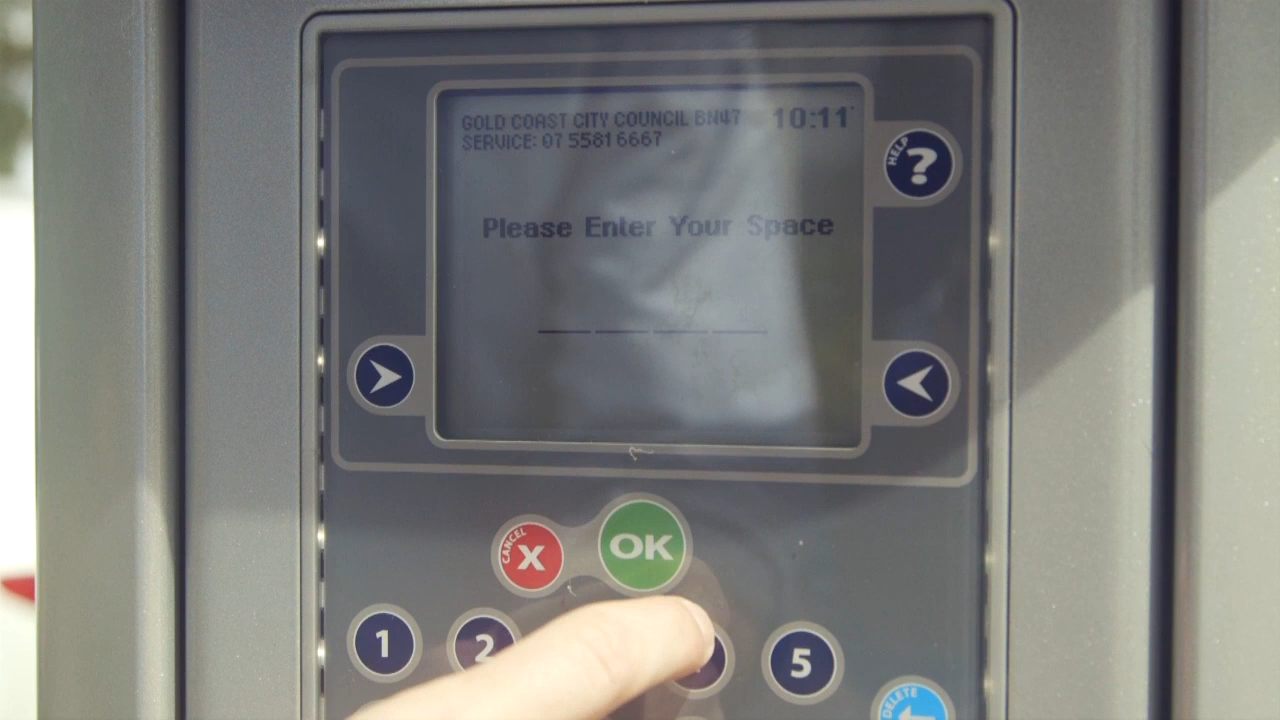 GOLD COAST CITY COUNCIL BN47 10:11
SERVICE: 07 5581 6667
HELP ?
Please Enter Your Space
CANCEL X
OK
1 2 5
DELETE